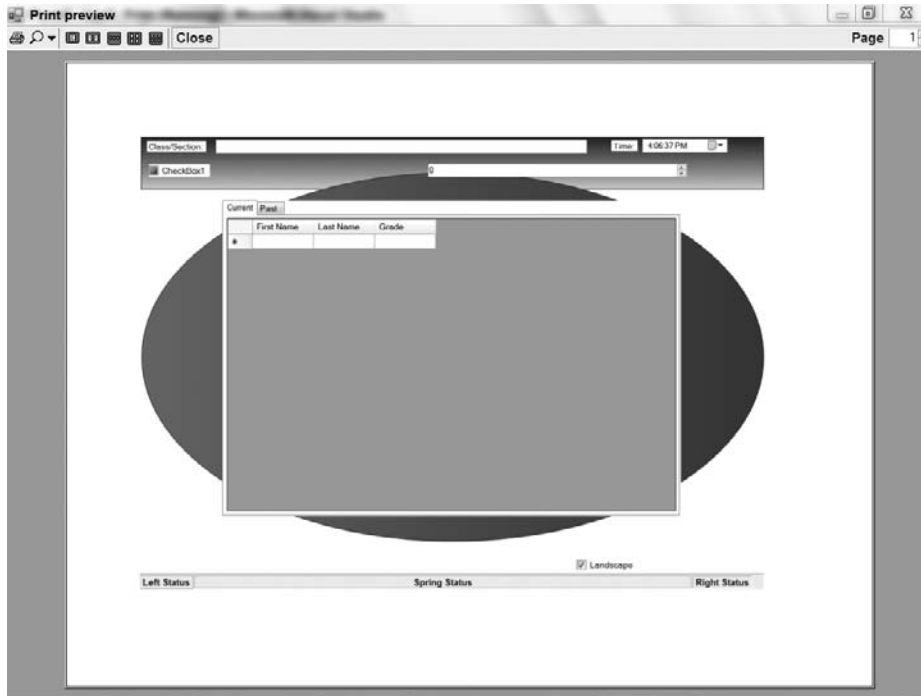 Print preview
Close
Page 1
Class/Section:
Time:
4:06:37 PM
CheckBox1
0
Current
Past
First Name
Last Name
Grade
Landscape
Left Status
Spring Status
Right Status